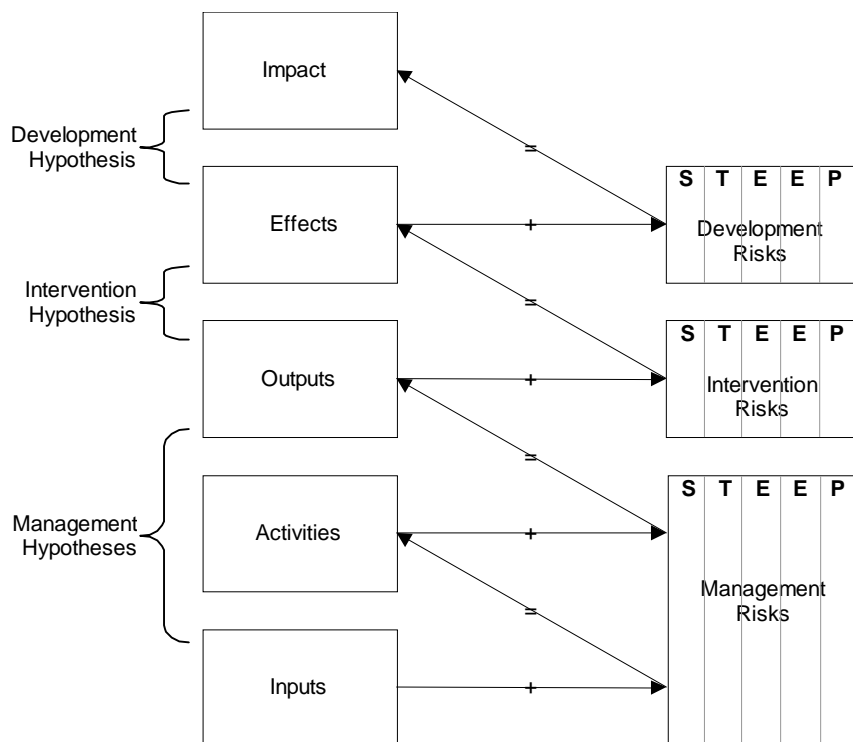 Impact
Development
Hypothesis
=
S T E E P
Effects
+
Development
Risks
Intervention
Hypothesis
=
S T E E P
Outputs
+
Intervention
Risks
=
S T E E P
Management
Hypotheses
Activities
+
=
Management
Risks
Inputs
+